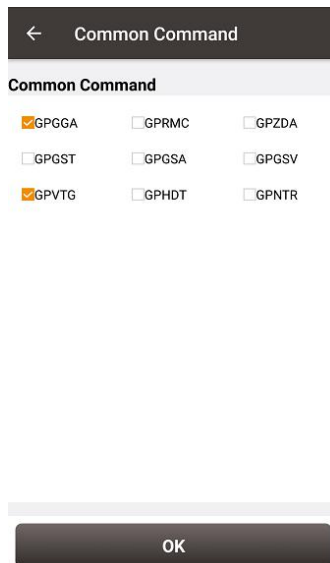 Common Command
Common Command
GPGGA GPRMC GPZDA
GPGST GPGSA GPGSV
GPVTG GPHDT GPNTR
OK